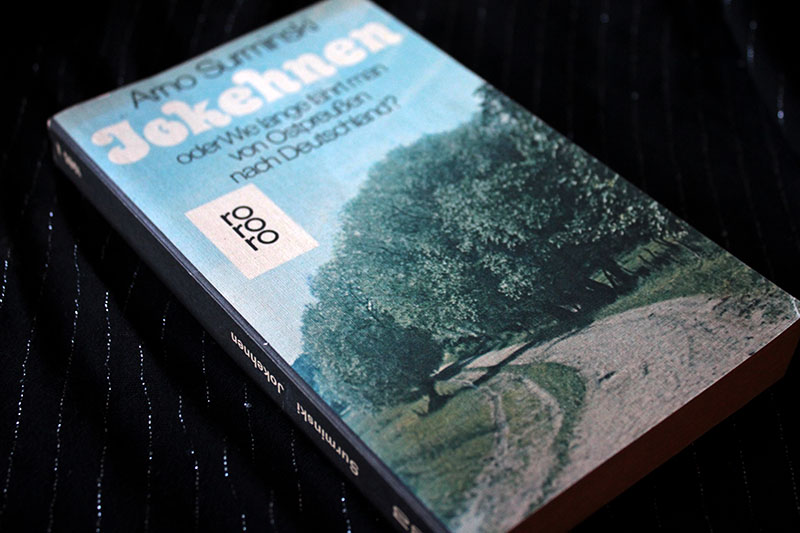 Arno Surminski
Jokehnen
oder Wie lange fährt man
von Ostpreußen
nach Deutschland?
ro
ro
ro
Surminski Jokehnen